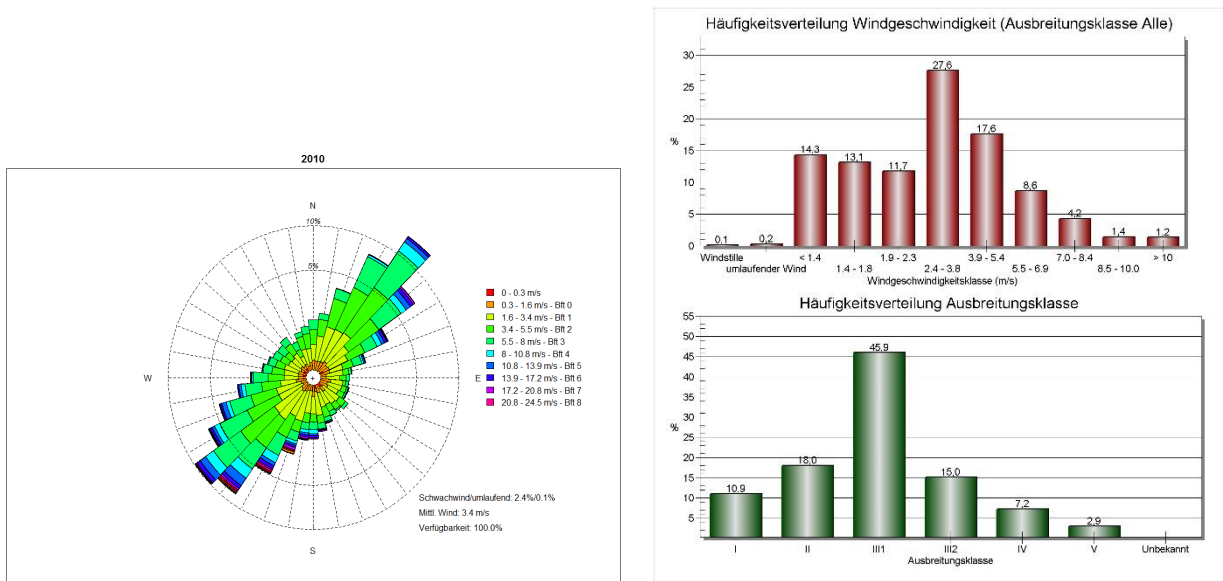 2010
N
10%
5%
W
E
S
0 - 0.3 m/s
0.3 - 1.6 m/s - Bft 0
1.6 - 3.4 m/s - Bft 1
3.4 - 5.5 m/s - Bft 2
5.5 - 8 m/s - Bft 3
8 - 10.8 m/s - Bft 4
10.8 - 13.9 m/s - Bft 5
13.9 - 17.2 m/s - Bft 6
17.2 - 20.8 m/s - Bft 7
20.8 - 24.5 m/s - Bft 8
Schwachwind/umlaufend: 2.4%/0.1%
Mittl. Wind: 3.4 m/s
Verfügbarkeit: 100.0%
Häufigkeitsverteilung Windgeschwindigkeit (Ausbreitungsklasse Alle)
30
25
20
%
15
10
5
0
0,1
0,2
14,3
13,1
11,7
27,6
17,6
8,6
4,2
1,4
1,2
Windstille < 1.4 1.9 - 2.3 3.9 - 5.4 7.0 - 8.4 > 10
umlaufender Wind 1.4 - 1.8 2.4 - 3.8 5.5 - 6.9 8.5 - 10.0
Windgeschwindigkeitsklasse (m/s)
Häufigkeitsverteilung Ausbreitungsklasse
55
45
40
35
%
25
20
15
10
5
10,9
18,0
45,9
15,0
7,2
2,9
I II III1 III2 IV V Unbekannt
Ausbreitungsklasse